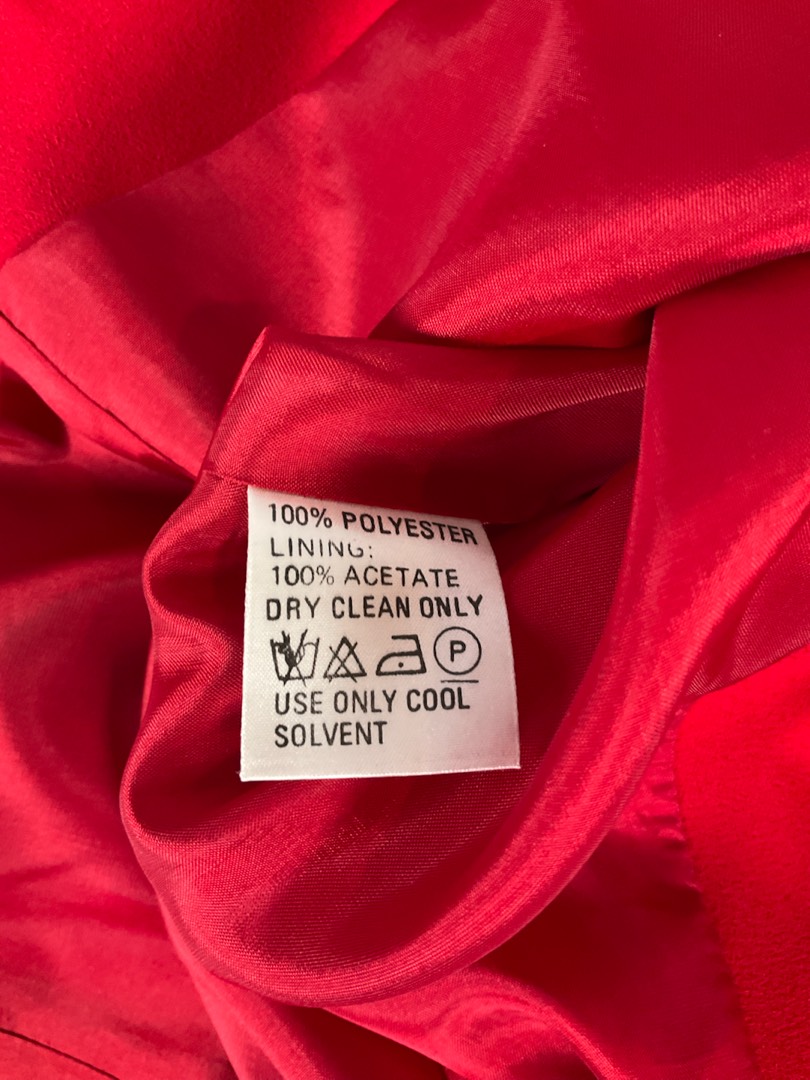 100% POLYESTER
LINING:
100% ACETATE
DRY CLEAN ONLY
P
USE ONLY COOL
SOLVENT